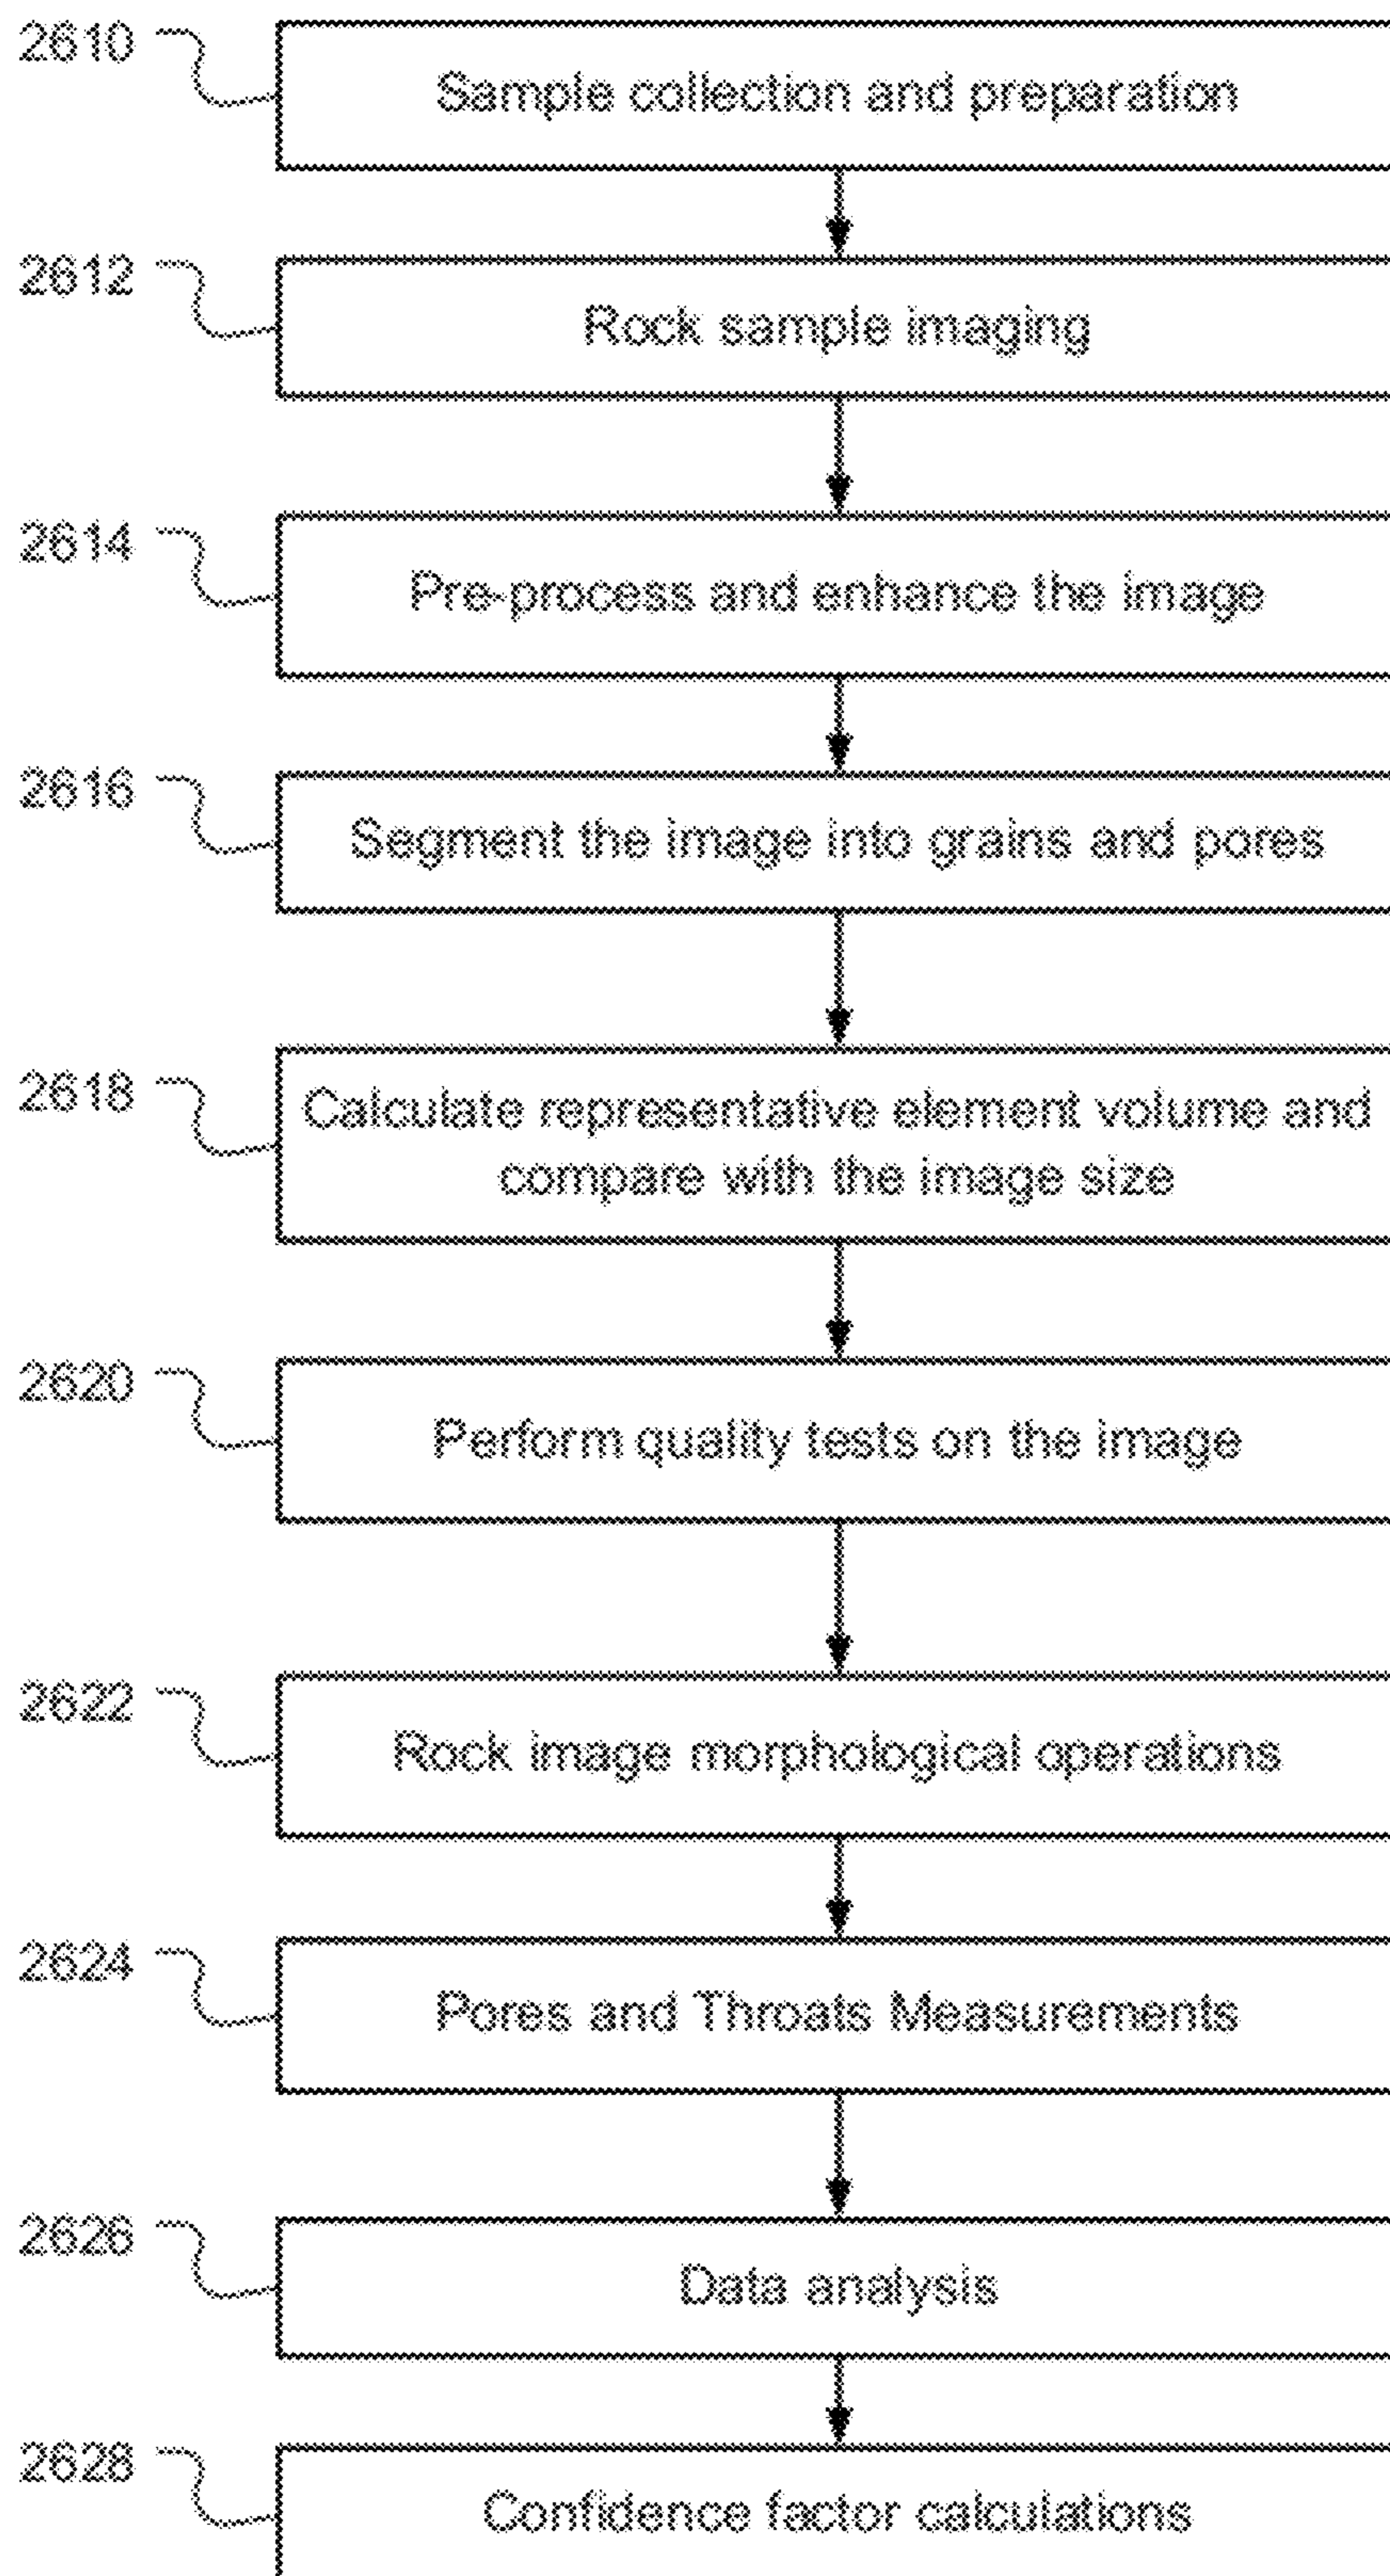 2610
Sample collection and preparation
2612
Rock sample imaging
2614
Pre-process and enhance the image
2616
Segment the image into grains and pores
2618
Calculate representative element volume and
compare with the image size
2620
Perform quality tests on the image
2622
Rock image morphological operations
2624
Pores and Throats Measurements
2626
Data analysis
2628
Confidence factor calculations